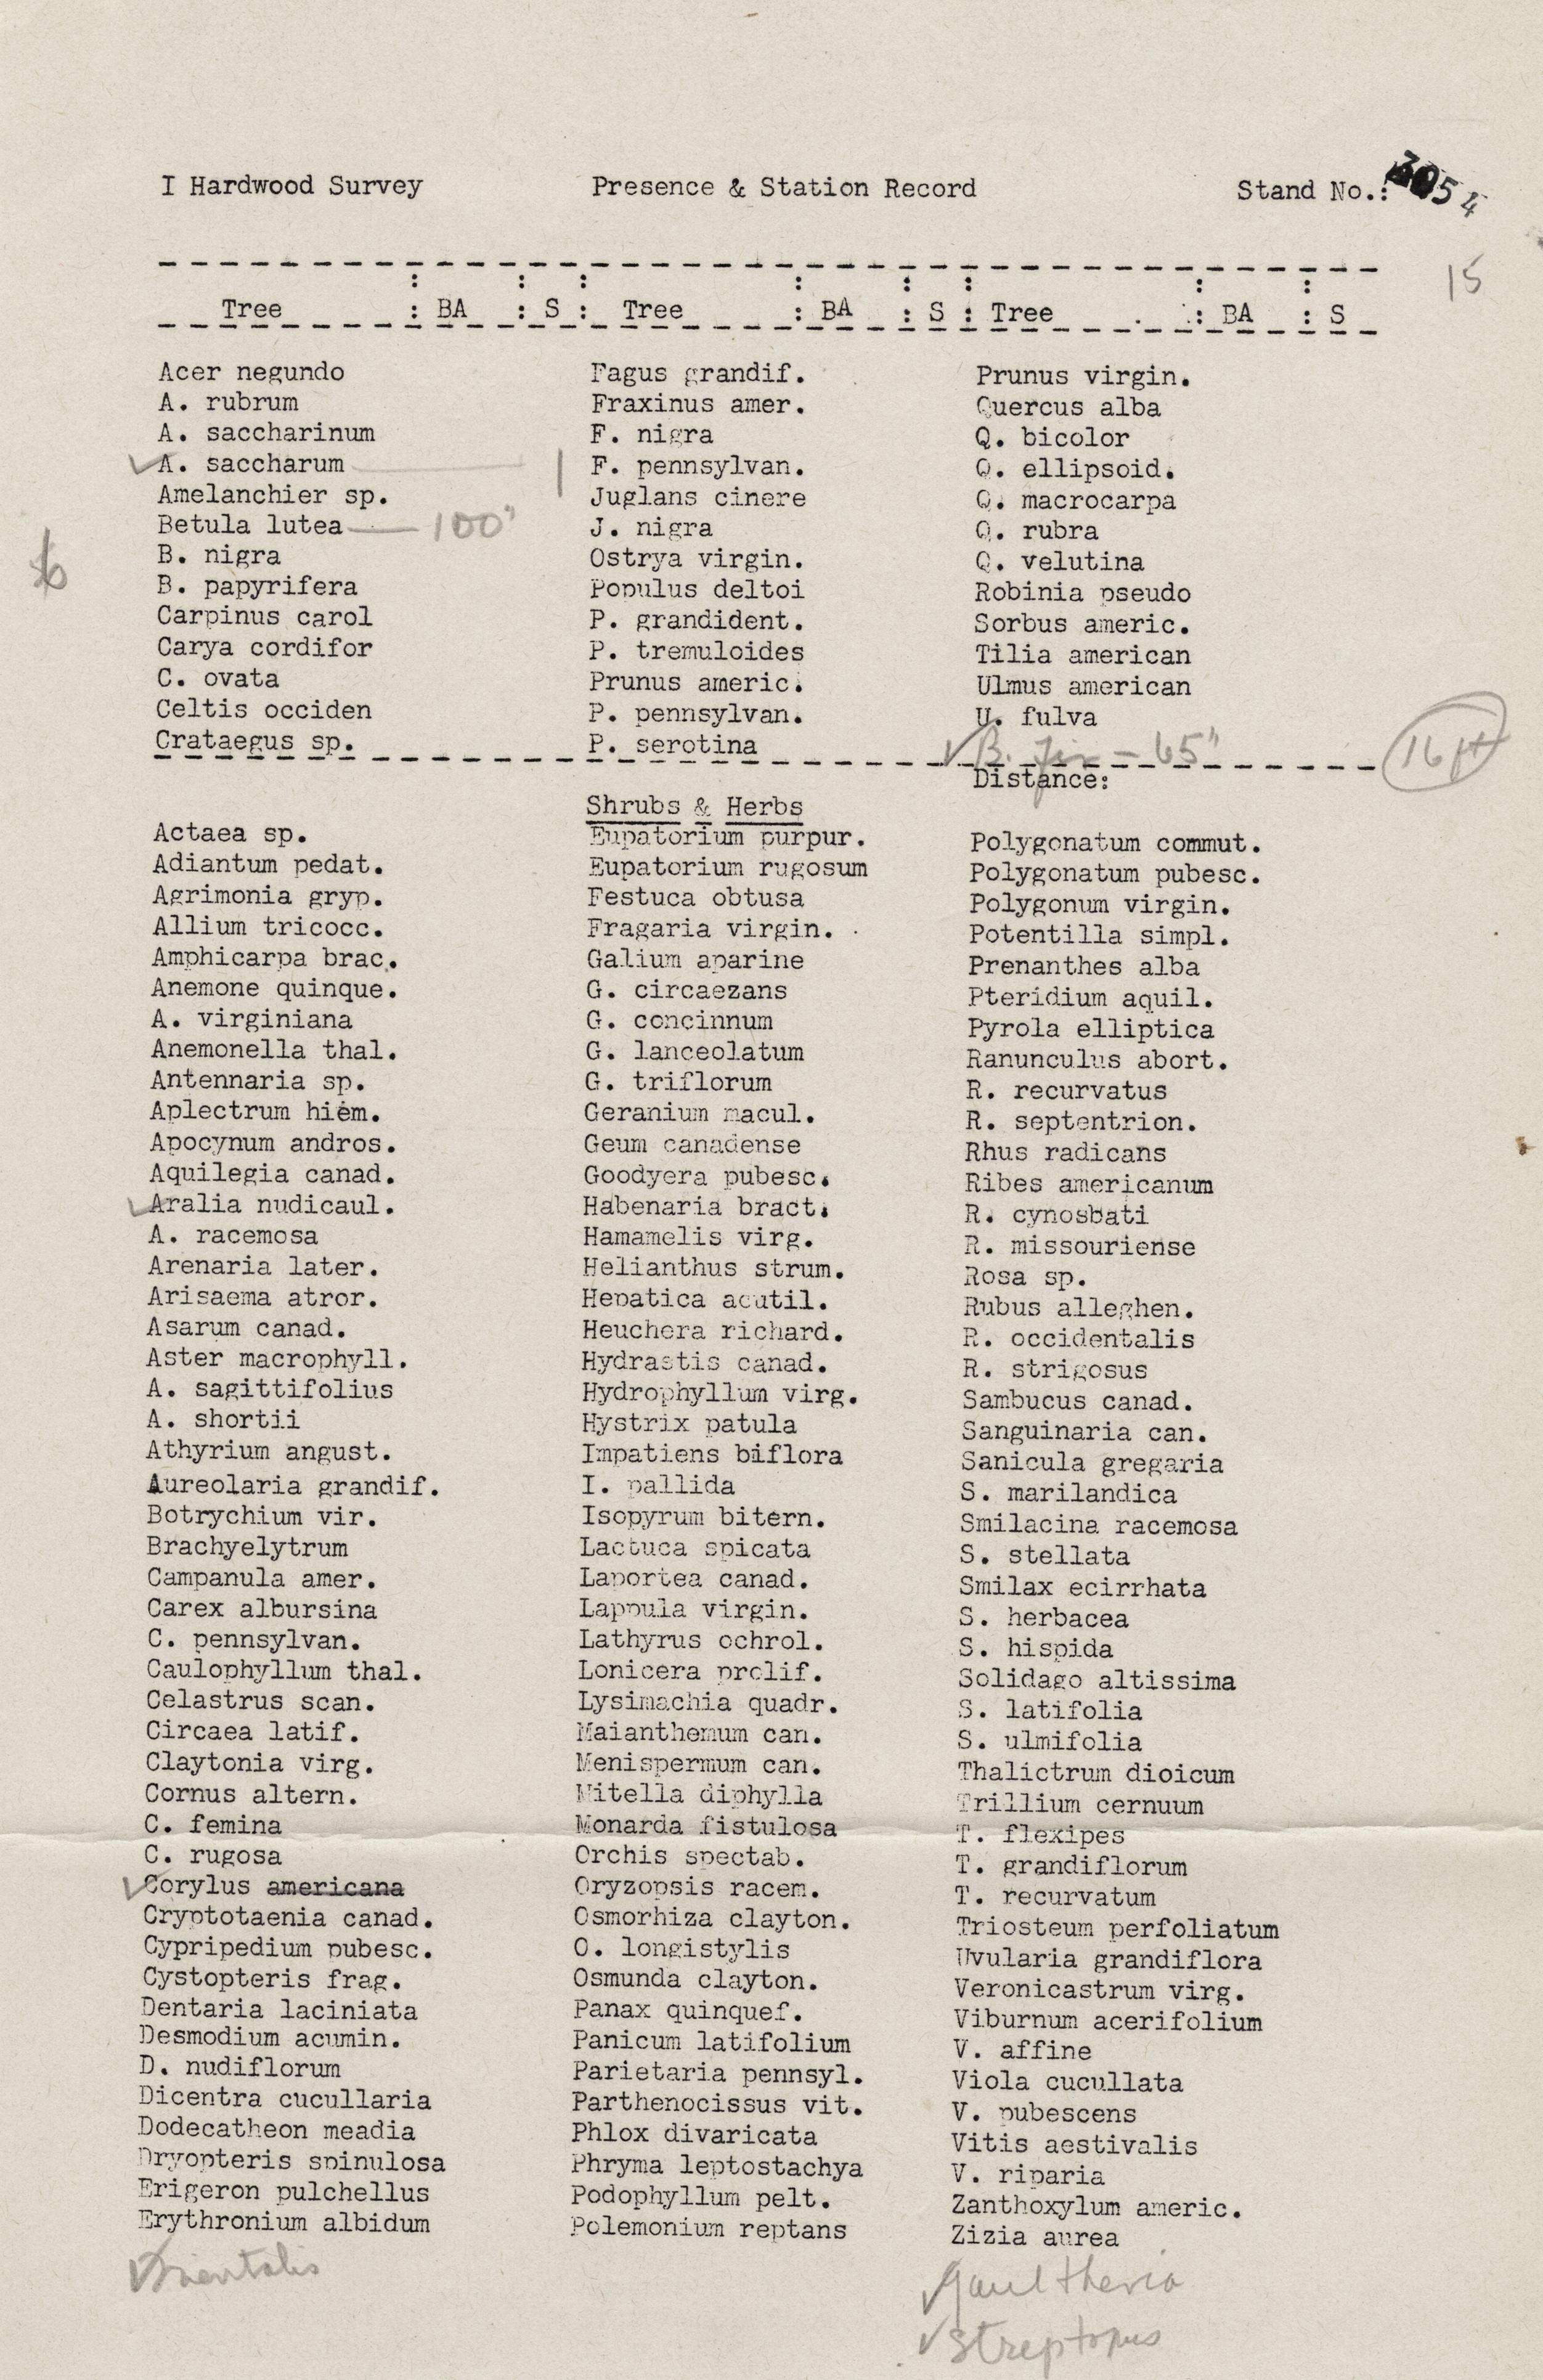 I Hardwood Survey Presence & Station Record Stand No.: 3054
15
Tree : BA : S : Tree : BA : S : Tree : BA : S
Acer negundo
A. rubrum
A. saccharinum
✓A. saccharum — 1
Amelanchier sp.
Betula lutea — 100'
B. nigra
B. papyrifera
Carpinus carol
Carya cordifor
C. ovata
Celtis occiden
Crataegus sp.
Fagus grandif.
Fraxinus amer.
F. nigra
F. pennsylvan.
Juglans cinere
J. nigra
Ostrya virgin.
Populus deltoi
P. grandident.
P. tremuloides
Prunus americ.
P. pennsylvan.
P. serotina
Prunus virgin.
Quercus alba
Q. bicolor
Q. ellipsoid.
Q. macrocarpa
Q. rubra
Q. velutina
Robinia pseudo
Sorbus americ.
Tilia american
Ulmus american
U. fulva
✓B. fir = 65'
Distance:
Shrubs & Herbs
Actaea sp.
Adiantum pedat.
Agrimonia gryp.
Allium tricocc.
Amphicarpa brac.
Anemone quinque.
A. virginiana
Anemonella thal.
Antennaria sp.
Aplectrum hiem.
Apocynum andros.
Aquilegia canad.
✓Aralia nudicaul.
A. racemosa
Arenaria later.
Arisaema atror.
Asarum canad.
Aster macrophyll.
A. sagittifolius
A. shortii
Athyrium angust.
Aureolaria grandif.
Botrychium vir.
Brachyelytrum
Campanula amer.
Carex albursina
C. pennsylvan.
Caulophyllum thal.
Celastrus scan.
Circaea latif.
Claytonia virg.
Cornus altern.
C. femina
C. rugosa
✓Corylus americana
Cryptotaenia canad.
Cypripedium pubesc.
Cystopteris frag.
Dentaria laciniata
Desmodium acumin.
D. nudiflorum
Dicentra cucullaria
Dodecatheon meadia
Dryopteris spinulosa
Erigeron pulchellus
Erythronium albidum
Eupatorium purpur.
Eupatorium rugosum
Festuca obtusa
Fragaria virgin.
Galium aparine
G. circaezans
G. concinnum
G. lanceolatum
G. triflorum
Geranium macul.
Geum canadense
Goodyera pubesc.
Habenaria bract.
Hamamelis virg.
Helianthus strum.
Hepatica acutil.
Heuchera richard.
Hydrastis canad.
Hydrophyllum virg.
Hystrix patula
Impatiens biflora
I. pallida
Isopyrum bitern.
Lactuca spicata
Laportea canad.
Lappula virgin.
Lathyrus ochrol.
Lonicera prolif.
Lysimachia quadr.
Maianthemum can.
Menispermum can.
Mitella diphylla
Monarda fistulosa
Orchis spectab.
Oryzopsis racem.
Osmorhiza clayton.
O. longistylis
Osmunda clayton.
Panax quinquef.
Panicum latifolium
Parietaria pennsyl.
Parthenocissus vit.
Phlox divaricata
Phryma leptostachya
Podophyllum pelt.
Polemonium reptans
Polygonatum commut.
Polygonatum pubesc.
Polygonum virgin.
Potentilla simpl.
Prenanthes alba
Pteridium aquil.
Pyrola elliptica
Ranunculus abort.
R. recurvatus
R. septentrion.
Rhus radicans
Ribes americanum
R. cynosbati
R. missouriense
Rosa sp.
Rubus alleghen.
R. occidentalis
R. strigosus
Sambucus canad.
Sanguinaria can.
Sanicula gregaria
S. marilandica
Smilacina racemosa
S. stellata
Smilax ecirrhata
S. herbacea
S. hispida
Solidago altissima
S. latifolia
S. ulmifolia
Thalictrum dioicum
Trillium cernuum
T. flexipes
T. grandiflorum
T. recurvatum
Triosteum perfoliatum
Uvularia grandiflora
Veronicastrum virg.
Viburnum acerifolium
V. affine
Viola cucullata
V. pubescens
Vitis aestivalis
V. riparia
Zanthoxylum americ.
Zizia aurea
✓Gaultheria
✓Streptopus